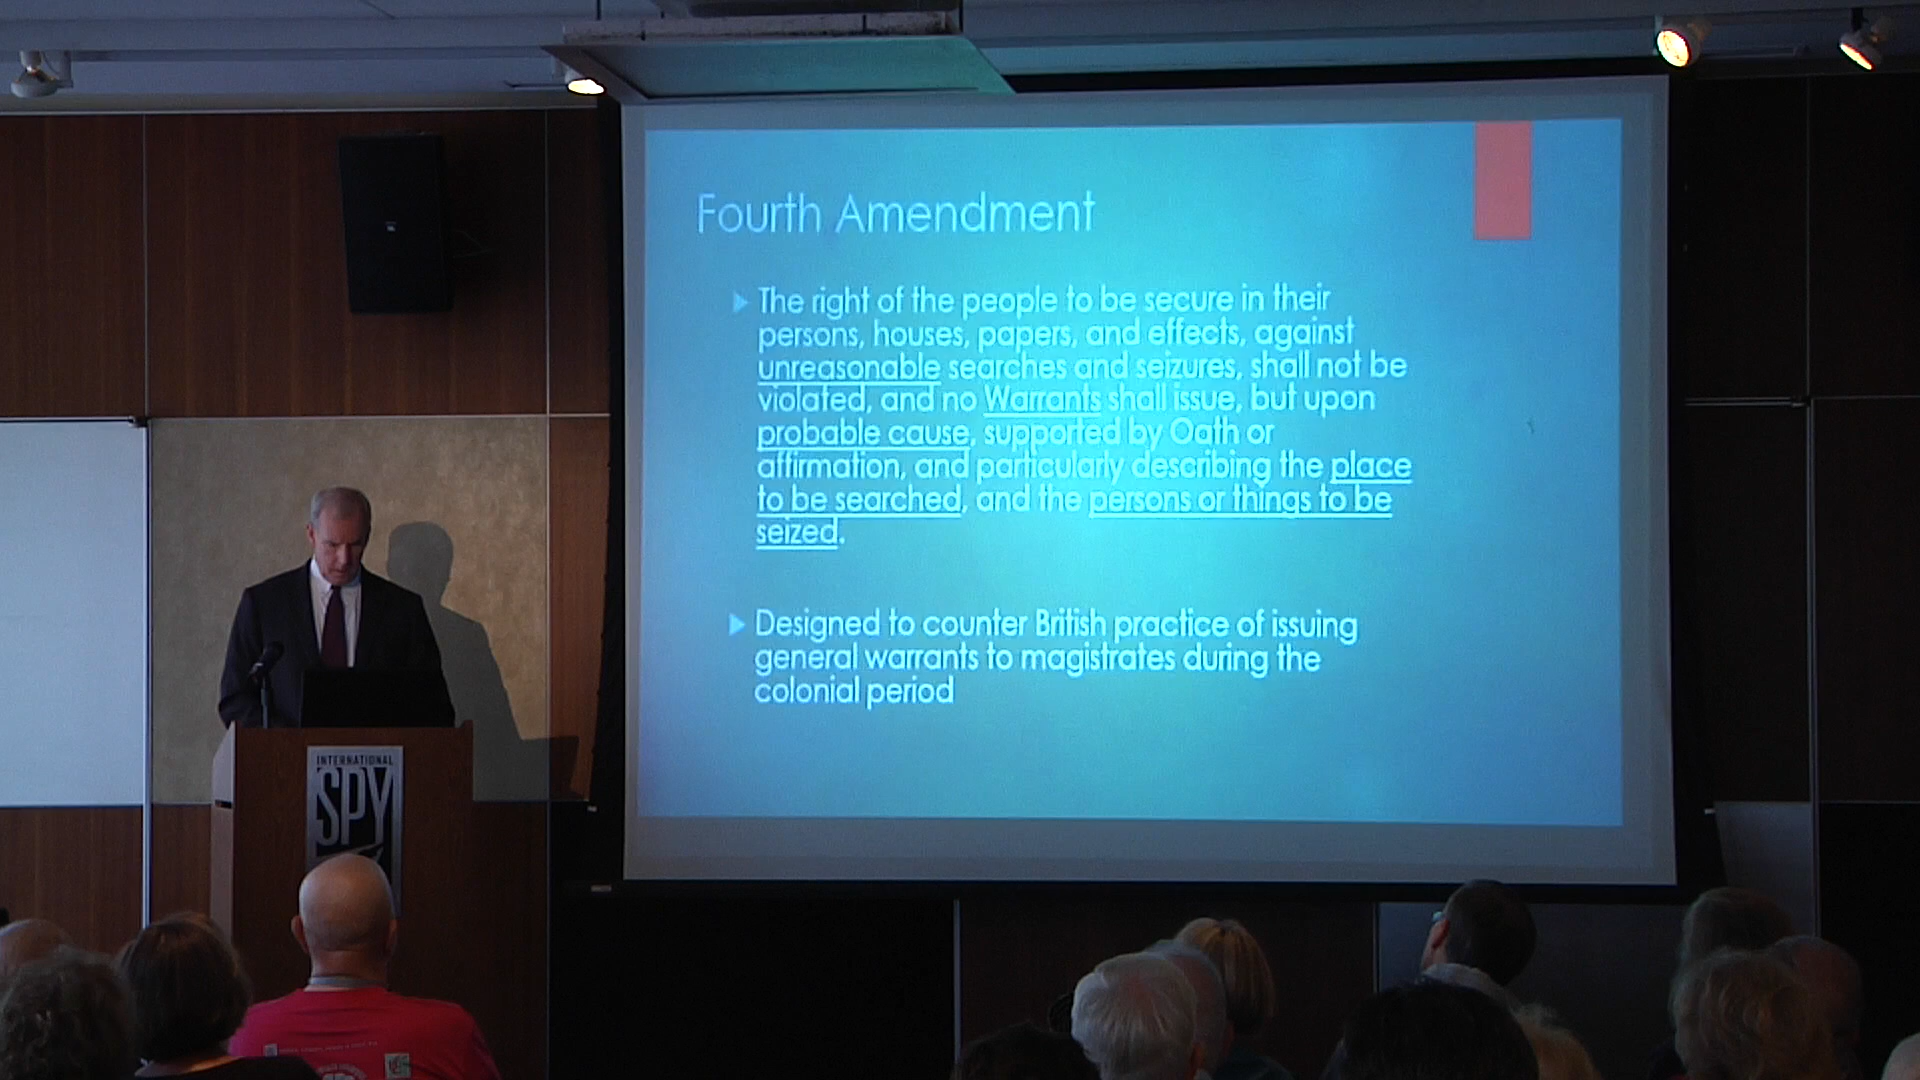 Fourth Amendment
The right of the people to be secure in their
persons, houses, papers, and effects, against
unreasonable searches and seizures, shall not be
violated, and no Warrants shall issue, but upon
probable cause, supported by Oath or
affirmation, and particularly describing the place
to be searched, and the persons or things to be
seized.
Designed to counter British practice of issuing
general warrants to magistrates during the
colonial period
INTERNATIONAL
SPY